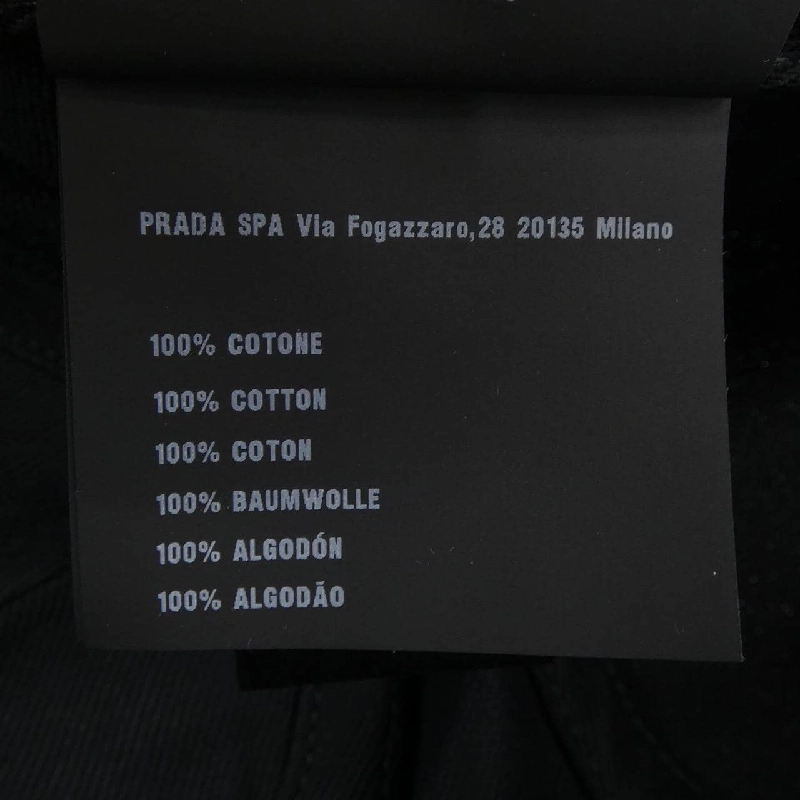 PRADA SPA Via Fogazzaro,28 20135 Milano
100% COTONE
100% COTTON
100% COTON
100% BAUMWOLLE
100% ALGODÓN
100% ALGODÃO